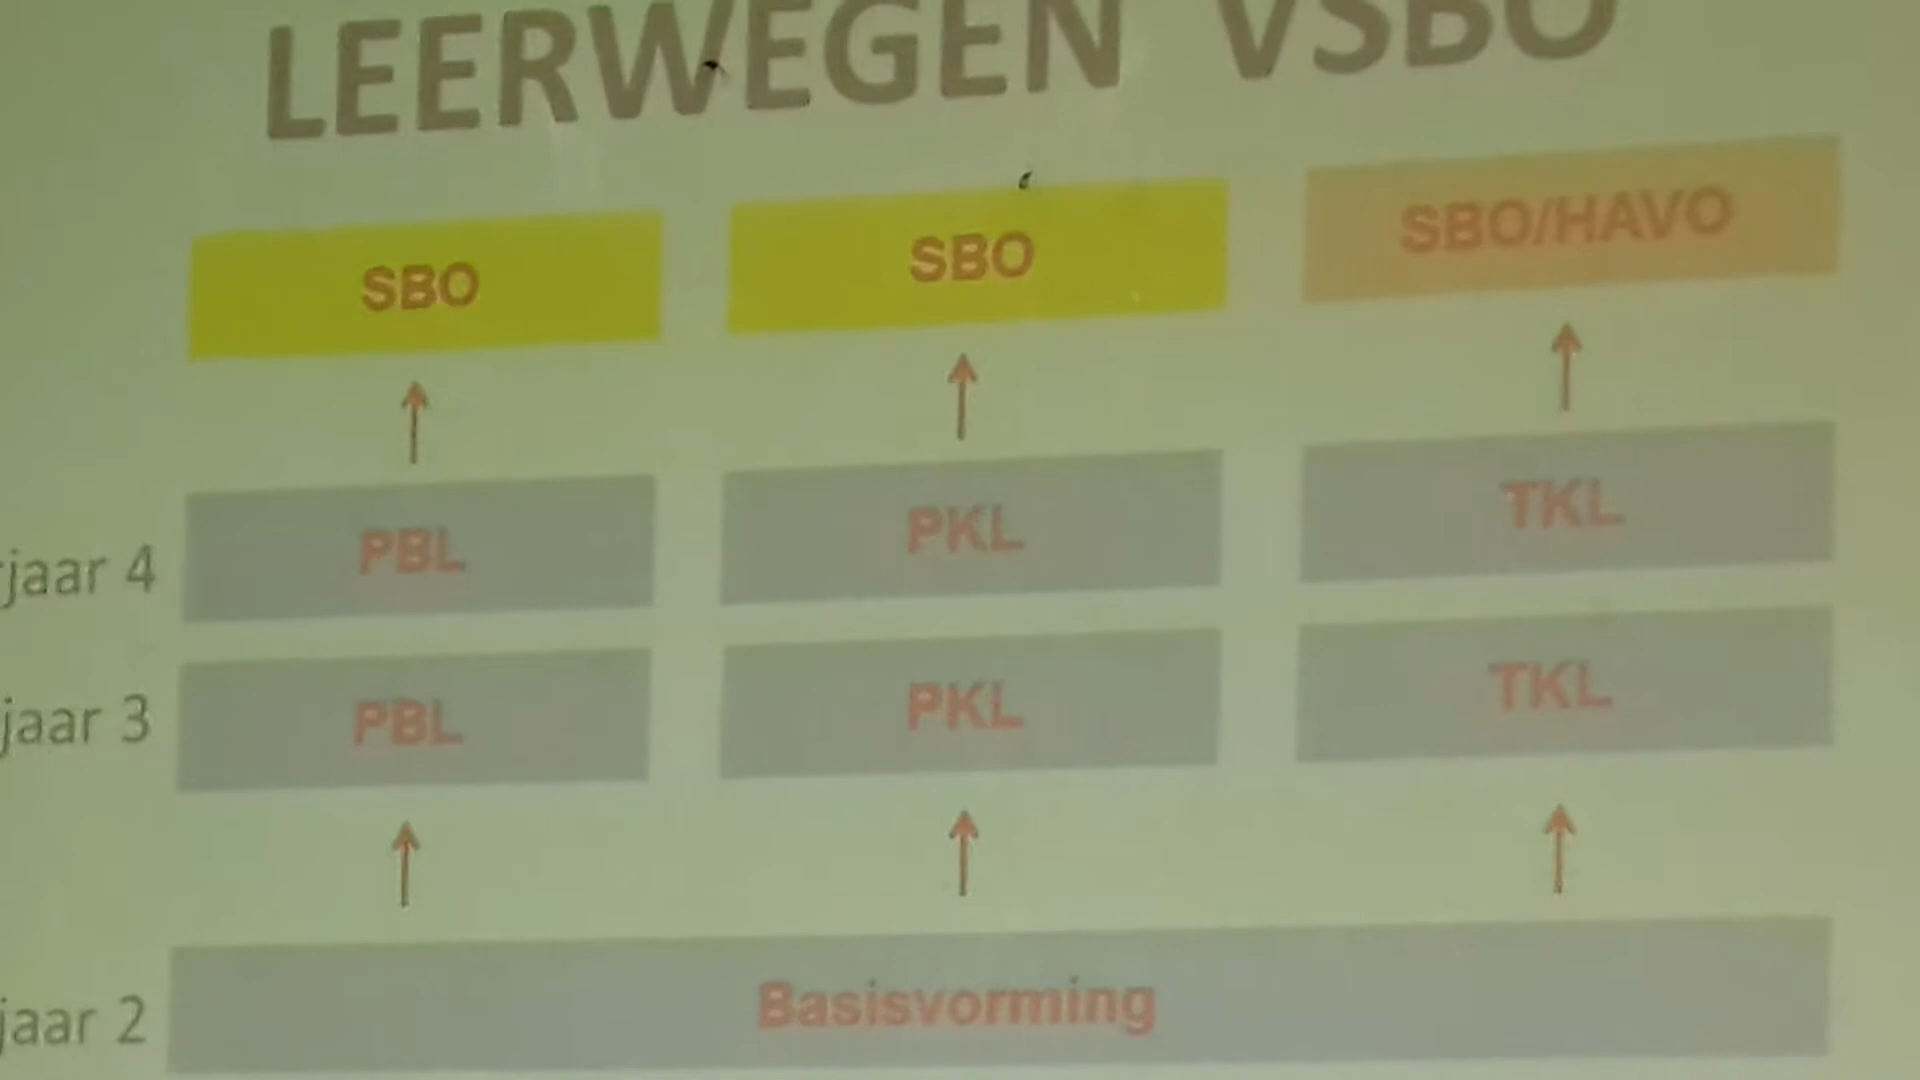 LEERWEGEN VSBO
SBO SBO SBO/HAVO
jaar 4 PBL PKL TKL
jaar 3 PBL PKL TKL
jaar 2 Basisvorming